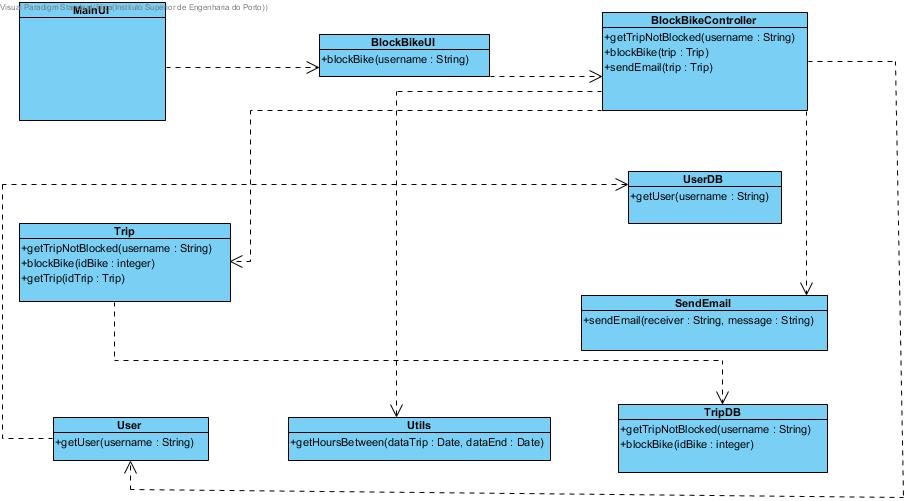 Visual Paradigm Standard (Instituto Superior de Engenharia do Porto))
MainUI
BlockBikeUI
+blockBike(username : String)
BlockBikeController
+getTripNotBlocked(username : String)
+blockBike(trip : Trip)
+sendEmail(trip : Trip)
UserDB
+getUser(username : String)
Trip
+getTripNotBlocked(username : String)
+blockBike(idBike : integer)
+getTrip(idTrip : Trip)
SendEmail
+sendEmail(receiver : String, message : String)
User
+getUser(username : String)
Utils
+getHoursBetween(dataTrip : Date, dataEnd : Date)
TripDB
+getTripNotBlocked(username : String)
+blockBike(idBike : integer)